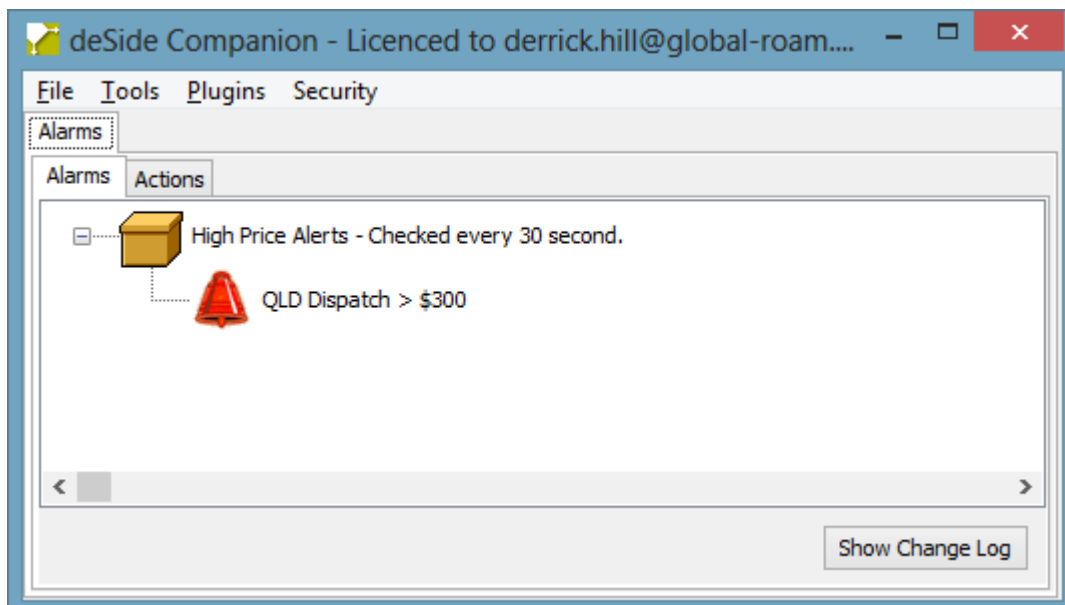 deSide Companion - Licenced to derrick.hill@global-roam....
File Tools Plugins Security
Alarms
Alarms Actions
High Price Alerts - Checked every 30 second.
QLD Dispatch > $300
Show Change Log